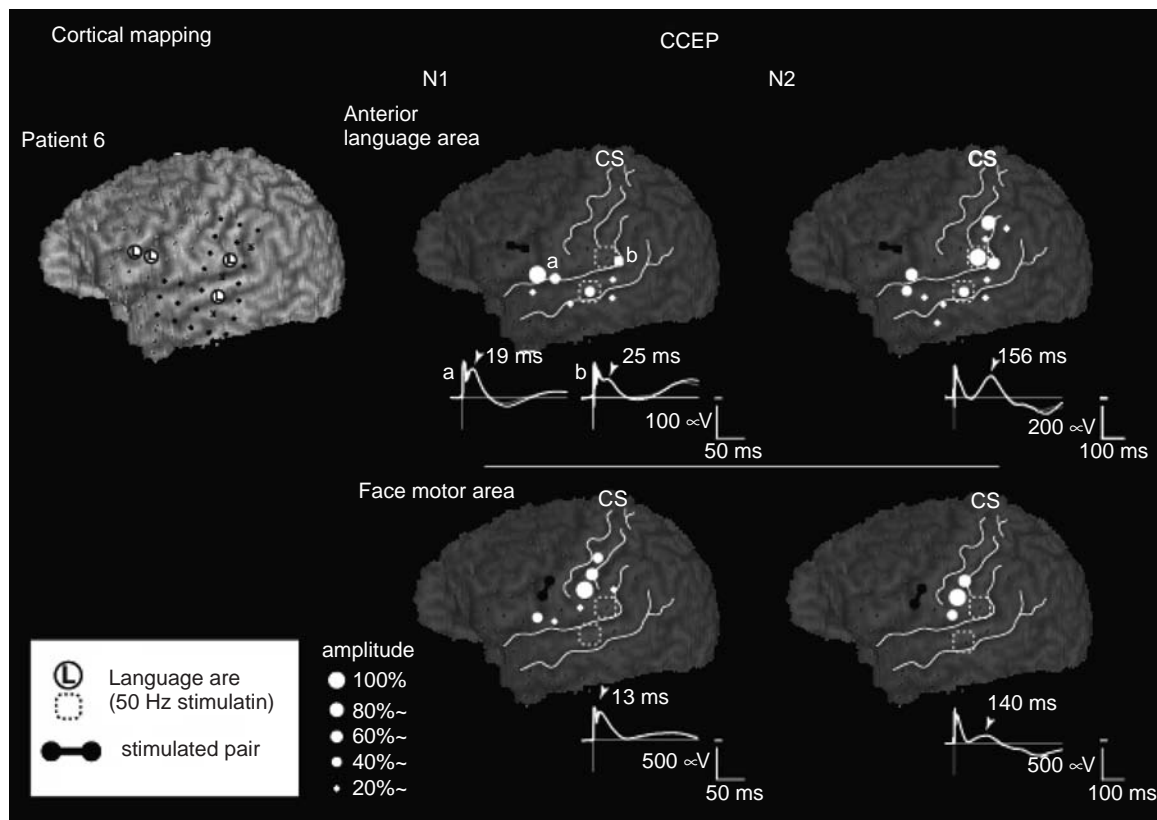 Cortical mapping
CCEP
N1
N2
Patient 6
Anterior
language area
CS
CS
a
b
19 ms
25 ms
156 ms
a
b
100 ∝V
50 ms
200 ∝V
100 ms
Face motor area
CS
CS
13 ms
140 ms
500 ∝V
50 ms
500 ∝V
100 ms
L
L
L
L
L
Language are
(50 Hz stimulatin)
stimulated pair
amplitude
100%
80%~
60%~
40%~
20%~